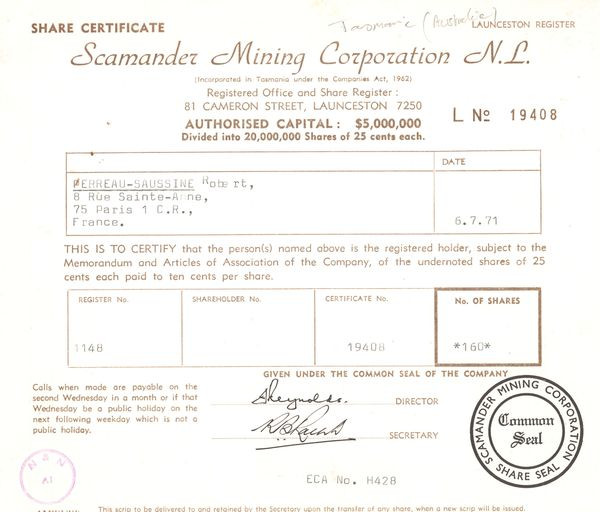 SHARE CERTIFICATE
Tasmanie (Australie)
LAUNCESTON REGISTER
Scamander Mining Corporation N.L.
(Incorporated in Tasmania under the Companies Act, 1962)
Registered Office and Share Register :
81 CAMERON STREET, LAUNCESTON 7250
AUTHORISED CAPITAL : $5,000,000
L No 19408
Divided into 20,000,000 Shares of 25 cents each.
DATE
PERREAU-SAUSSINE Robert,
8 Rue Sainte-Anne,
75 Paris 1 C.R.,
France.
6.7.71
THIS IS TO CERTIFY that the person(s) named above is the registered holder, subject to the
Memorandum and Articles of Association of the Company, of the undernoted shares of 25
cents each paid to ten cents per share.
REGISTER No. SHAREHOLDER No. CERTIFICATE No. No. OF SHARES
1148 19408 *160*
GIVEN UNDER THE COMMON SEAL OF THE COMPANY
Calls when made are payable on the
second Wednesday in a month or if that
Wednesday be a public holiday on the
next following weekday which is not a
public holiday.
DIRECTOR
SECRETARY
SCAMANDER MINING CORPORATION
Common
Seal
SHARE SEAL
ECA No. H428
This scrip to be delivered to and retained by the Secretary upon the transfer of any share, when a new scrip will be issued.